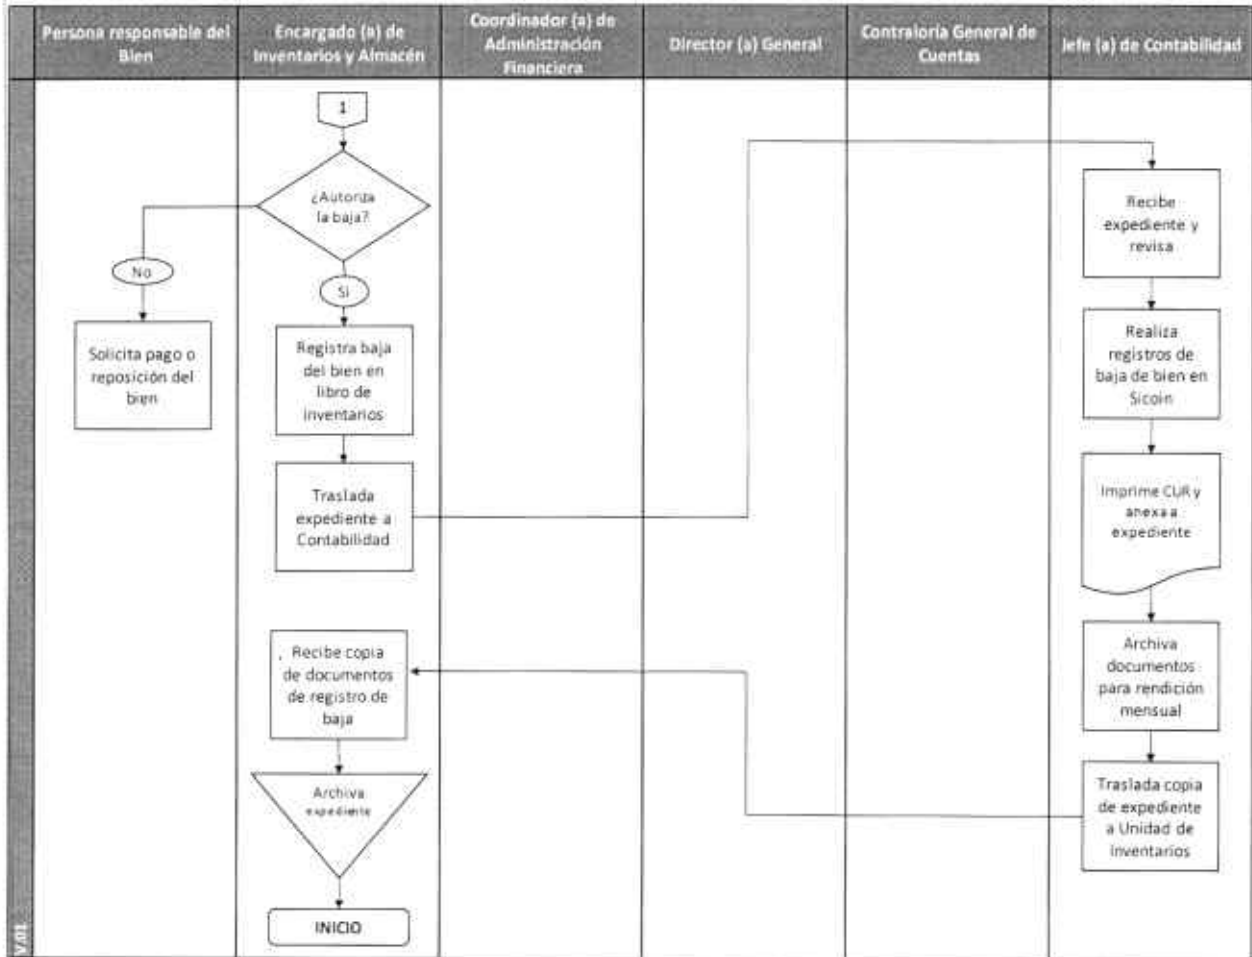 Persona responsable del
Bien
Encargado (a) de
Inventarios y Almacén
Coordinador (a) de
Administración
Financiera
Director (a) General
Contraloría General de
Cuentas
Jefe (a) de Contabilidad
1
¿Autoriza
la baja?
No
Si
Solicita pago o
reposición del
bien
Registra baja
del bien en
libro de
inventarios
Traslada
expediente a
Contabilidad
Recibe
expediente y
revisa
Realiza
registros de
baja de bien en
Sicoin
Imprime CUR y
anexa a
expediente
Archiva
documentos
para rendición
mensual
Traslada copia
de expediente
a Unidad de
Inventarios
Recibe copia
de documentos
de registro de
baja
Archiva
expediente
INICIO
V.01